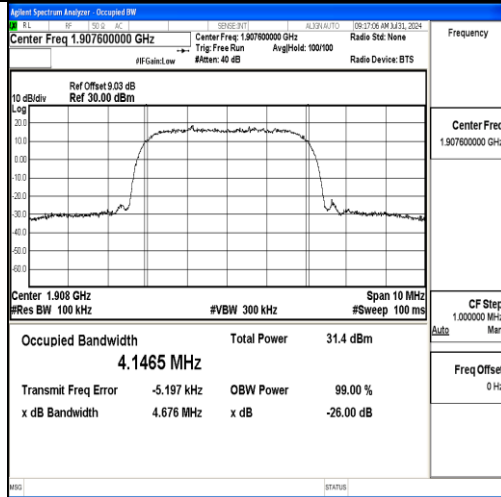 Agilent Spectrum Analyzer - Occupied BW
RL RF 50 Ω AC SENSE:INT ALIGN AUTO 09:17:06 AM Jul 31, 2024
Center Freq 1.907600000 GHz Center Freq: 1.907600000 GHz Radio Std: None Frequency
Trig: Free Run Avg|Hold: 100/100
#IFGain:Low #Atten: 40 dB Radio Device: BTS
Ref Offset 9.03 dB
10 dB/div Ref 30.00 dBm
Log
20.0
10.0
0.00
-10.0
-20.0
-30.0
-40.0
-50.0
-60.0
Center Freq
1.907600000 GHz
Center 1.908 GHz Span 10 MHz
#Res BW 100 kHz #VBW 300 kHz #Sweep 100 ms
CF Step
1.000000 MHz
Auto Man
Occupied Bandwidth Total Power 31.4 dBm
4.1465 MHz
Freq Offset
0 Hz
Transmit Freq Error -5.197 kHz OBW Power 99.00 %
x dB Bandwidth 4.676 MHz x dB -26.00 dB
MSG STATUS